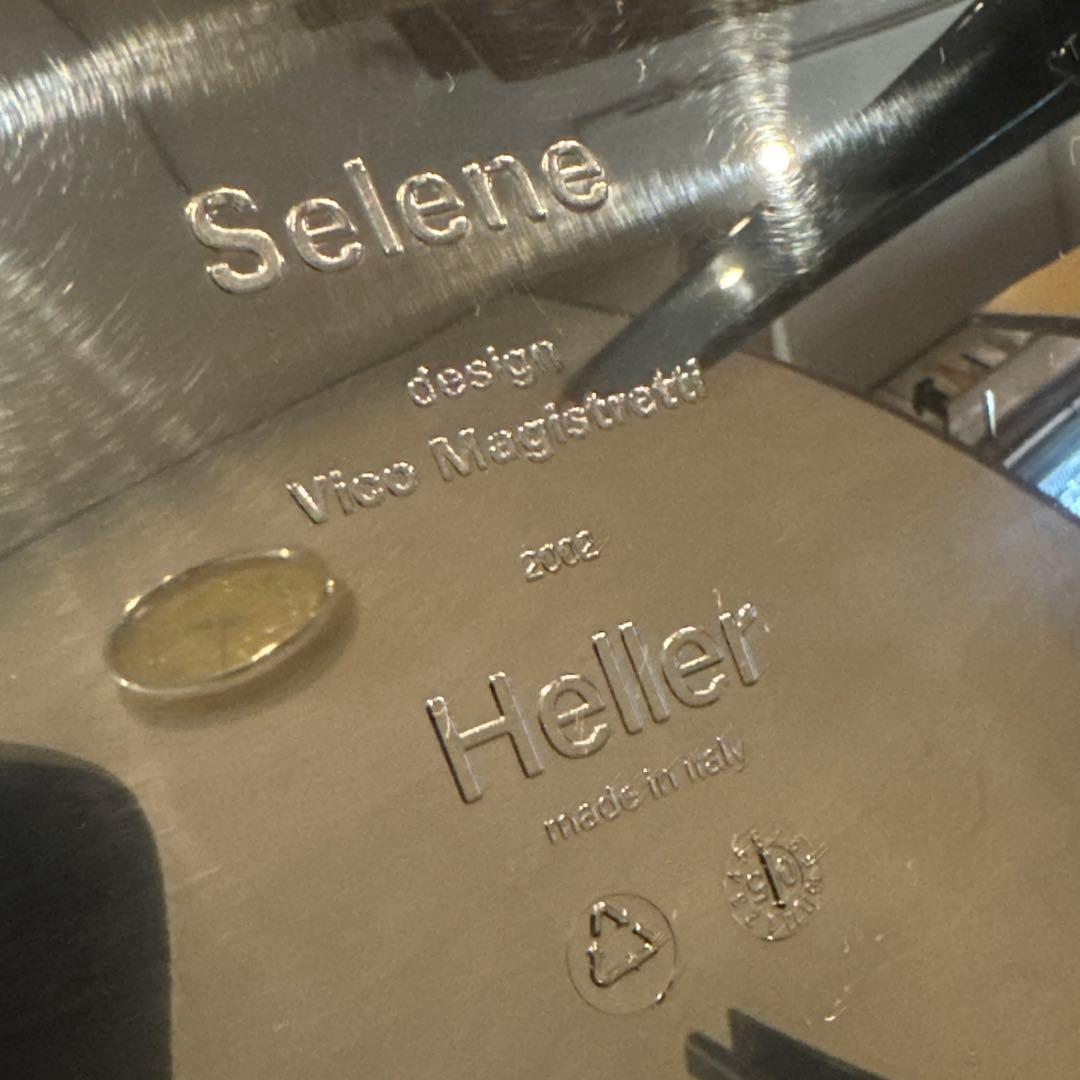 Selene
design
Vico Magistretti
2002
Heller
made in Italy